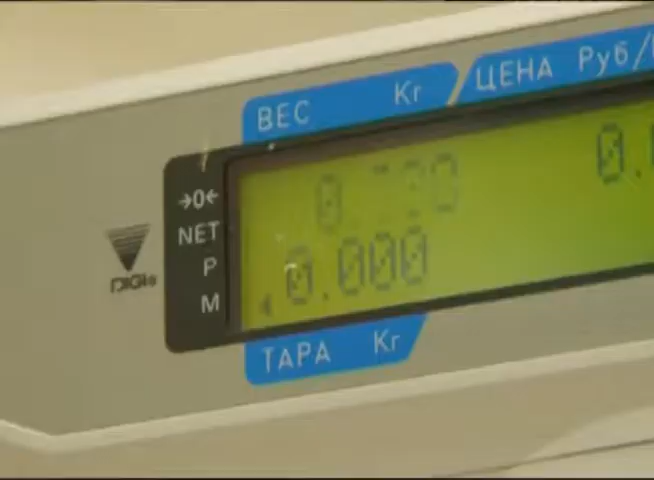 ВЕС Кг
ЦЕНА Руб/
→0←
NET
P
M
0.000
ТАРА Кг
DIGI